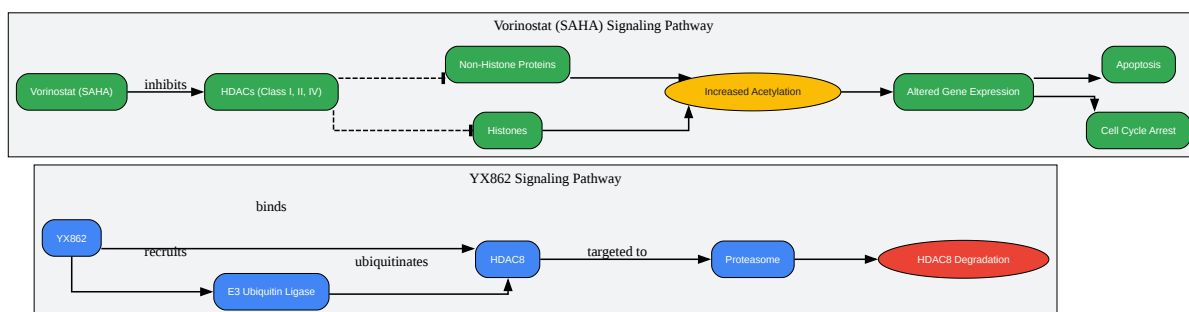 Vorinostat (SAHA) Signaling Pathway
Vorinostat (SAHA)
inhibits
HDACs (Class I, II, IV)
Non-Histone Proteins
Histones
Increased Acetylation
Altered Gene Expression
Apoptosis
Cell Cycle Arrest
YX862 Signaling Pathway
YX862
binds
recruits
E3 Ubiquitin Ligase
ubiquitinates
HDAC8
targeted to
Proteasome
HDAC8 Degradation